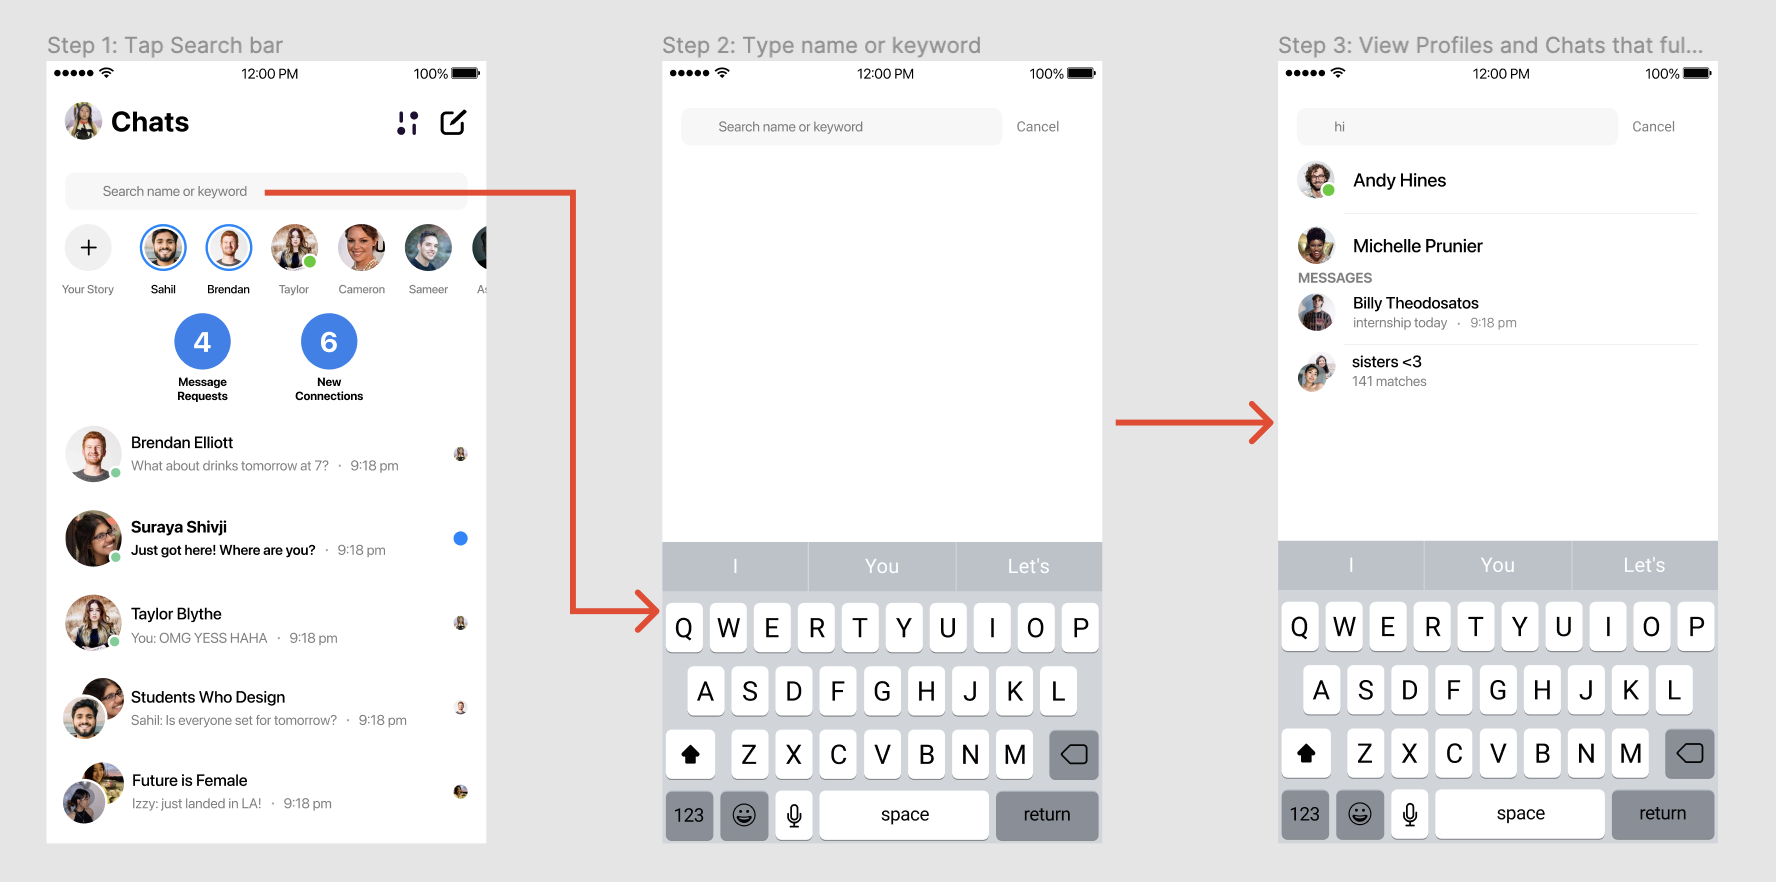 Step 1: Tap Search bar
12:00 PM
100%
Chats
Search name or keyword
Your Story
Sahil
Brendan
Taylor
Cameron
Sameer
As
4
Message
Requests
6
New
Connections
Brendan Elliott
What about drinks tomorrow at 7? · 9:18 pm
Suraya Shivji
Just got here! Where are you? · 9:18 pm
Taylor Blythe
You: OMG YESS HAHA · 9:18 pm
Students Who Design
Sahil: Is everyone set for tomorrow? · 9:18 pm
Future is Female
Izzy: just landed in LA! · 9:18 pm
Step 2: Type name or keyword
12:00 PM
100%
Search name or keyword
Cancel
I You Let's
Q W E R T Y U I O P
A S D F G H J K L
Z X C V B N M
123 space return
Step 3: View Profiles and Chats that ful...
12:00 PM
100%
hi
Cancel
Andy Hines
Michelle Prunier
MESSAGES
Billy Theodosatos
internship today · 9:18 pm
sisters <3
141 matches
I You Let's
Q W E R T Y U I O P
A S D F G H J K L
Z X C V B N M
123 space return